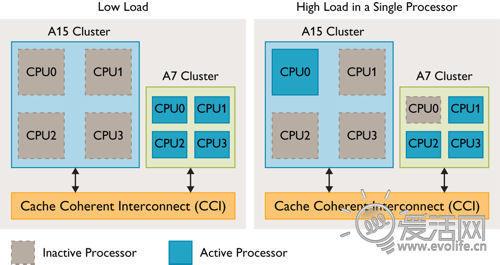 Low Load
High Load in a Single Processor
A15 Cluster
CPU0 CPU1
CPU2 CPU3
A7 Cluster
CPU0 CPU1
CPU2 CPU3
Cache Coherent Interconnect (CCI)
A15 Cluster
CPU0 CPU1
CPU2 CPU3
A7 Cluster
CPU0 CPU1
CPU2 CPU3
Cache Coherent Interconnect (CCI)
Inactive Processor
Active Processor
爱活网
www.evolife.cn